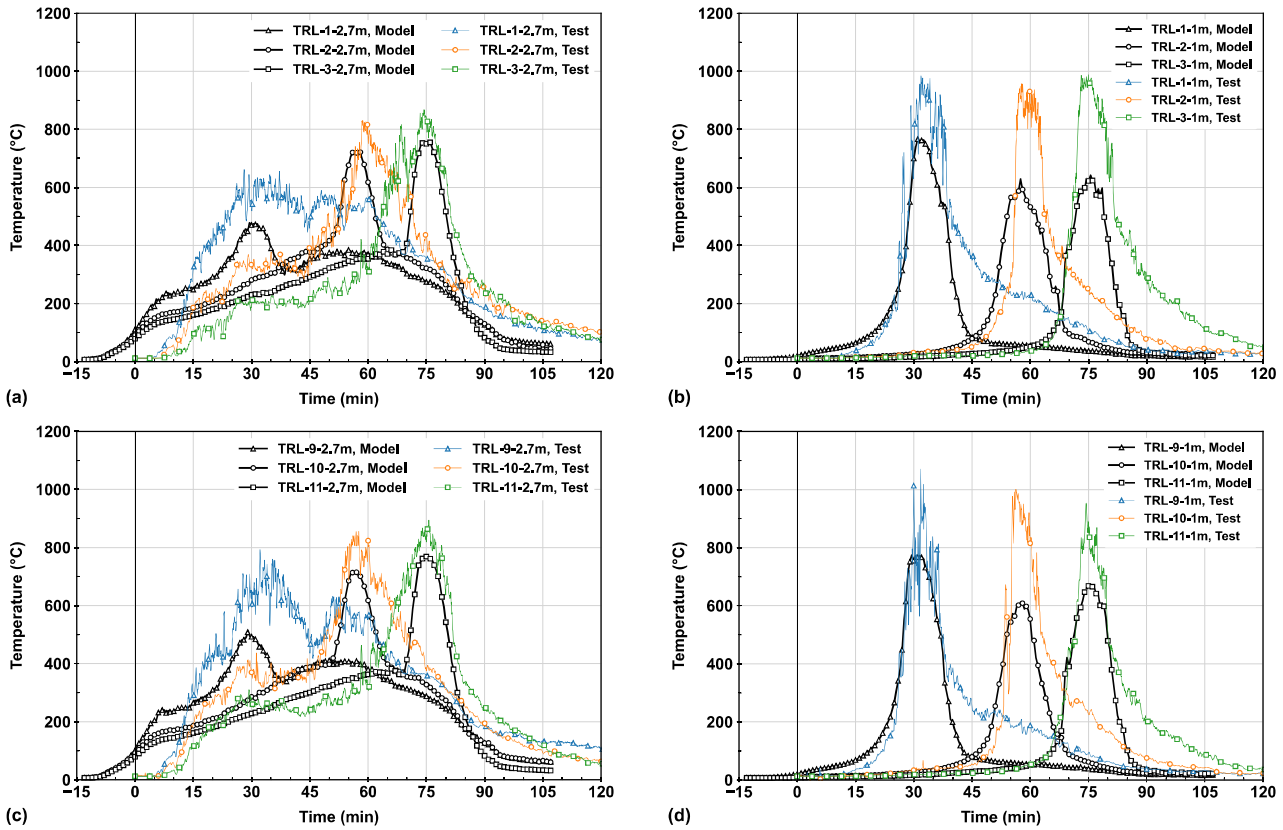 TRL-1-2.7m, Model
TRL-2-2.7m, Model
TRL-3-2.7m, Model
TRL-1-2.7m, Test
TRL-2-2.7m, Test
TRL-3-2.7m, Test
1200
1000
800
600
400
200
0
Temperature (°C)
−15 0 15 30 45 60 75 90 105 120
Time (min)
(a)
TRL-1-1m, Model
TRL-2-1m, Model
TRL-3-1m, Model
TRL-1-1m, Test
TRL-2-1m, Test
TRL-3-1m, Test
1200
1000
800
600
400
200
0
Temperature (°C)
−15 0 15 30 45 60 75 90 105 120
Time (min)
(b)
TRL-9-2.7m, Model
TRL-10-2.7m, Model
TRL-11-2.7m, Model
TRL-9-2.7m, Test
TRL-10-2.7m, Test
TRL-11-2.7m, Test
1200
1000
800
600
400
200
0
Temperature (°C)
−15 0 15 30 45 60 75 90 105 120
Time (min)
(c)
TRL-9-1m, Model
TRL-10-1m, Model
TRL-11-1m, Model
TRL-9-1m, Test
TRL-10-1m, Test
TRL-11-1m, Test
1200
1000
800
600
400
200
0
Temperature (°C)
−15 0 15 30 45 60 75 90 105 120
Time (min)
(d)